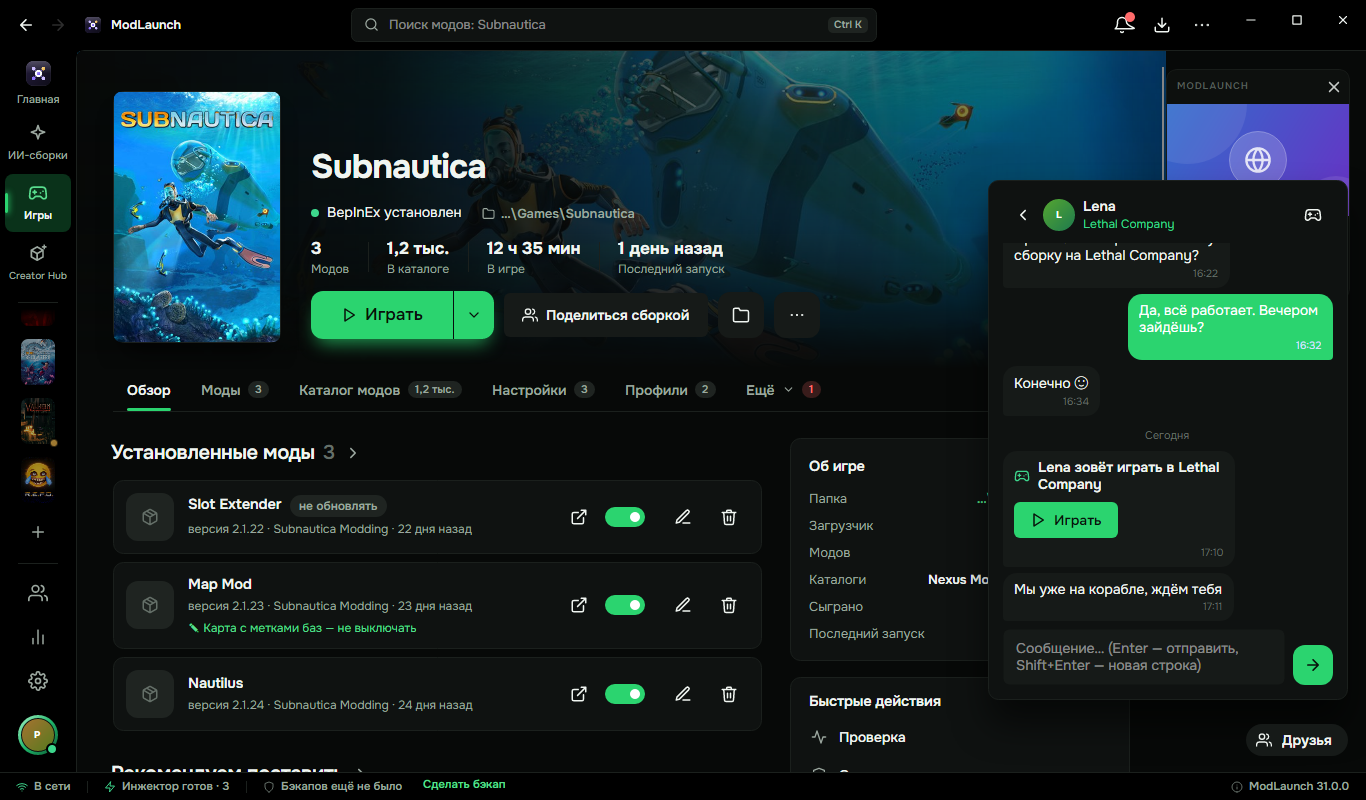 ModLaunch
Поиск модов: Subnautica
Ctrl K
Главная
ИИ-сборки
Игры
Creator Hub
P
SUBNAUTICA
Subnautica
BepInEx установлен
...\Games\Subnautica
3
Модов
1,2 тыс.
В каталоге
12 ч 35 мин
В игре
1 день назад
Последний запуск
Играть
Поделиться сборкой
Обзор
Моды 3
Каталог модов 1,2 тыс.
Настройки 3
Профили 2
Ещё 1
Установленные моды 3
Slot Extender не обновлять
версия 2.1.22 · Subnautica Modding · 22 дня назад
Map Mod
версия 2.1.23 · Subnautica Modding · 23 дня назад
Карта с метками баз — не выключать
Nautilus
версия 2.1.24 · Subnautica Modding · 24 дня назад
Рекомендуем поставить
Об игре
Папка
Загрузчик
Модов
Каталоги
Nexus
Сыграно
Последний запуск
Быстрые действия
Проверка
MODLAUNCH
L
Lena
Lethal Company
сборку на Lethal Company?
16:22
Да, всё работает. Вечером
зайдёшь?
16:32
Конечно 🙂
16:34
Сегодня
Lena зовёт играть в Lethal
Company
Играть
17:10
Мы уже на корабле, ждём тебя
17:11
Сообщение... (Enter — отправить,
Shift+Enter — новая строка)
Друзья
В сети
Инжектор готов · 3
Бэкапов ещё не было
Сделать бэкап
ModLaunch 31.0.0